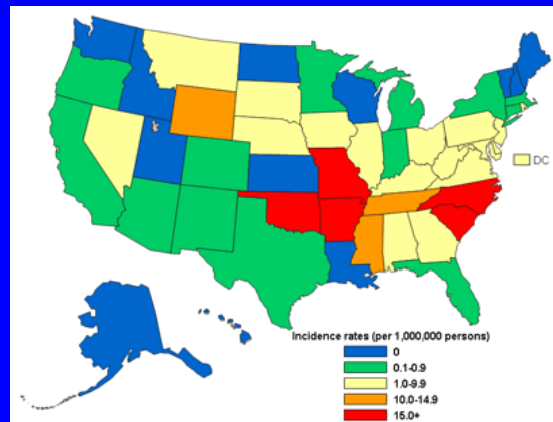 DC
Incidence rates (per 1,000,000 persons)
0
0.1-0.9
1.0-9.9
10.0-14.9
15.0+